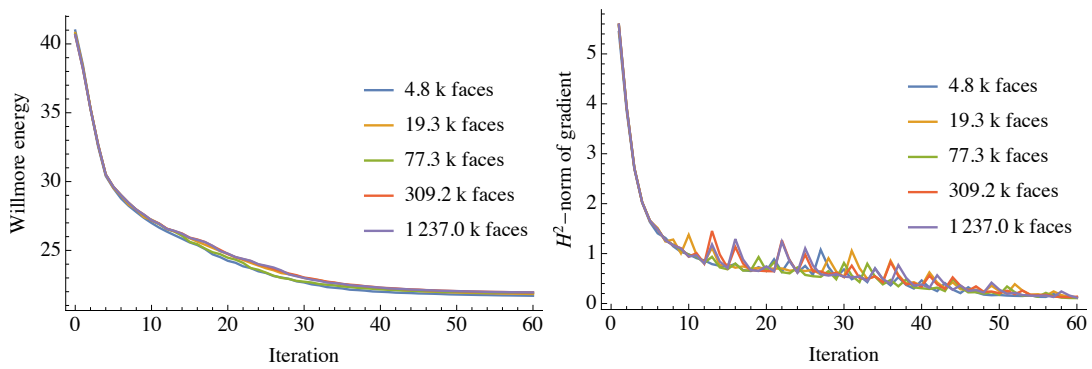 Willmore energy
40
35
30
25
0
10
20
30
40
50
60
Iteration
4.8 k faces
19.3 k faces
77.3 k faces
309.2 k faces
1 237.0 k faces
H²−norm of gradient
5
4
3
2
1
0
0
10
20
30
40
50
60
Iteration
4.8 k faces
19.3 k faces
77.3 k faces
309.2 k faces
1 237.0 k faces